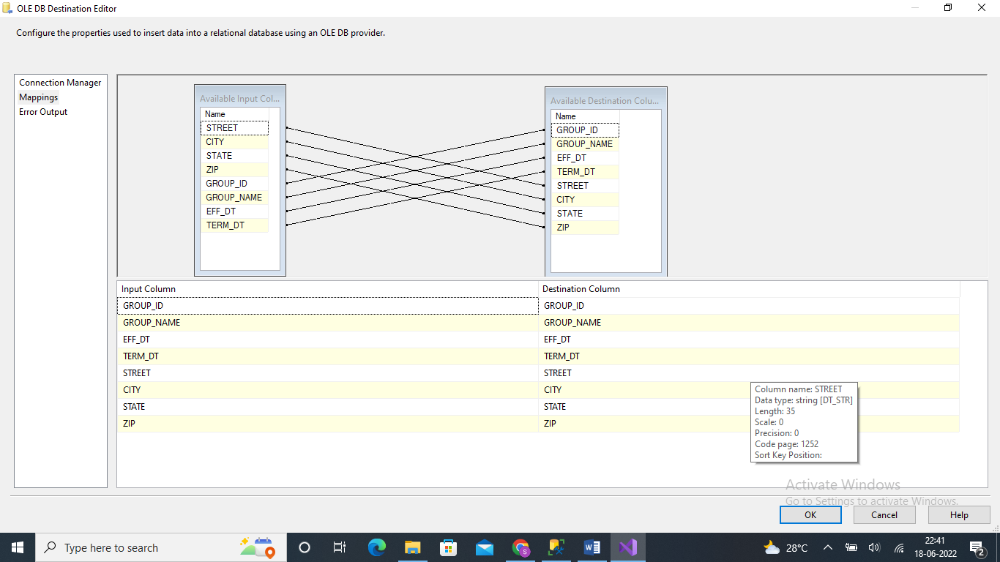 OLE DB Destination Editor
Configure the properties used to insert data into a relational database using an OLE DB provider.
Connection Manager
Mappings
Error Output
Available Input Col...
Name
STREET
CITY
STATE
ZIP
GROUP_ID
GROUP_NAME
EFF_DT
TERM_DT
Available Destination Colu...
Name
GROUP_ID
GROUP_NAME
EFF_DT
TERM_DT
STREET
CITY
STATE
ZIP
Input Column Destination Column
GROUP_ID GROUP_ID
GROUP_NAME GROUP_NAME
EFF_DT EFF_DT
TERM_DT TERM_DT
STREET STREET
CITY CITY
STATE STATE
ZIP ZIP
Column name: STREET
Data type: string [DT_STR]
Length: 35
Scale: 0
Precision: 0
Code page: 1252
Sort Key Position:
Activate Windows
Go to Settings to activate Windows.
OK Cancel Help
Type here to search
S
W
28°C
22:41
18-06-2022
2